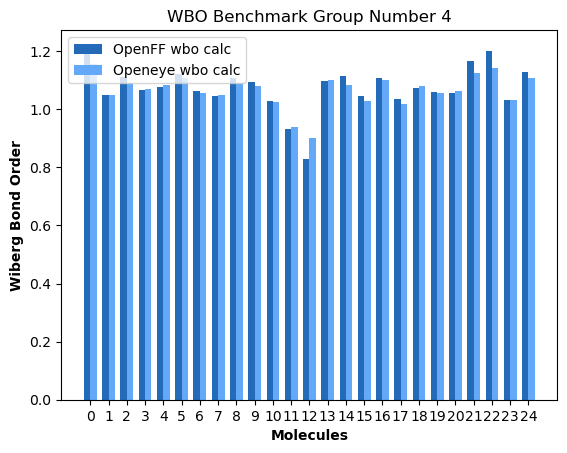 WBO Benchmark Group Number 4
OpenFF wbo calc
Openeye wbo calc
Wiberg Bond Order
1.2
1.0
0.8
0.6
0.4
0.2
0.0
0 1 2 3 4 5 6 7 8 9 10 11 12 13 14 15 16 17 18 19 20 21 22 23 24
Molecules